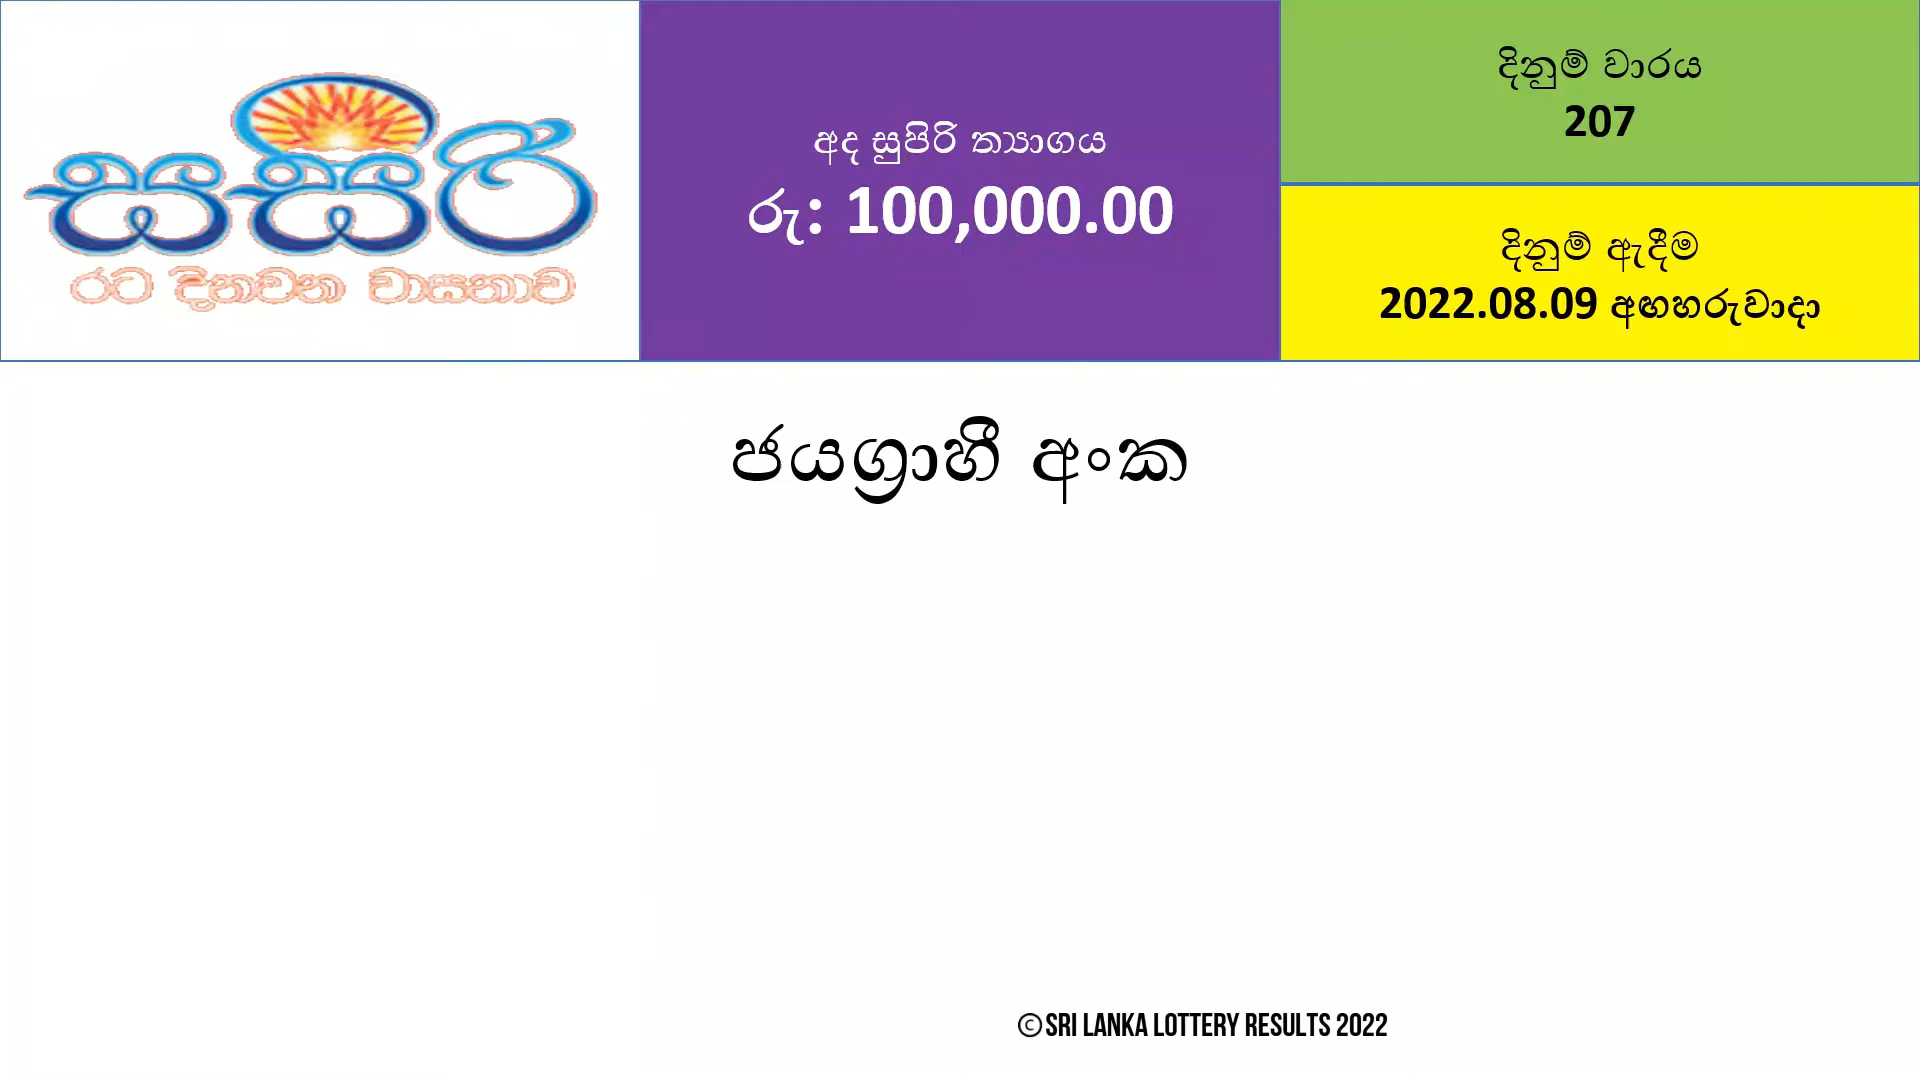 සසිරි
රට දිනවන වාසනාව
අද සුපිරි ත්‍යාගය
රු: 100,000.00
දිනුම් වාරය
207
දිනුම් ඇදීම
2022.08.09 අඟහරුවාදා
ජයග්‍රාහී අංක
©SRI LANKA LOTTERY RESULTS 2022